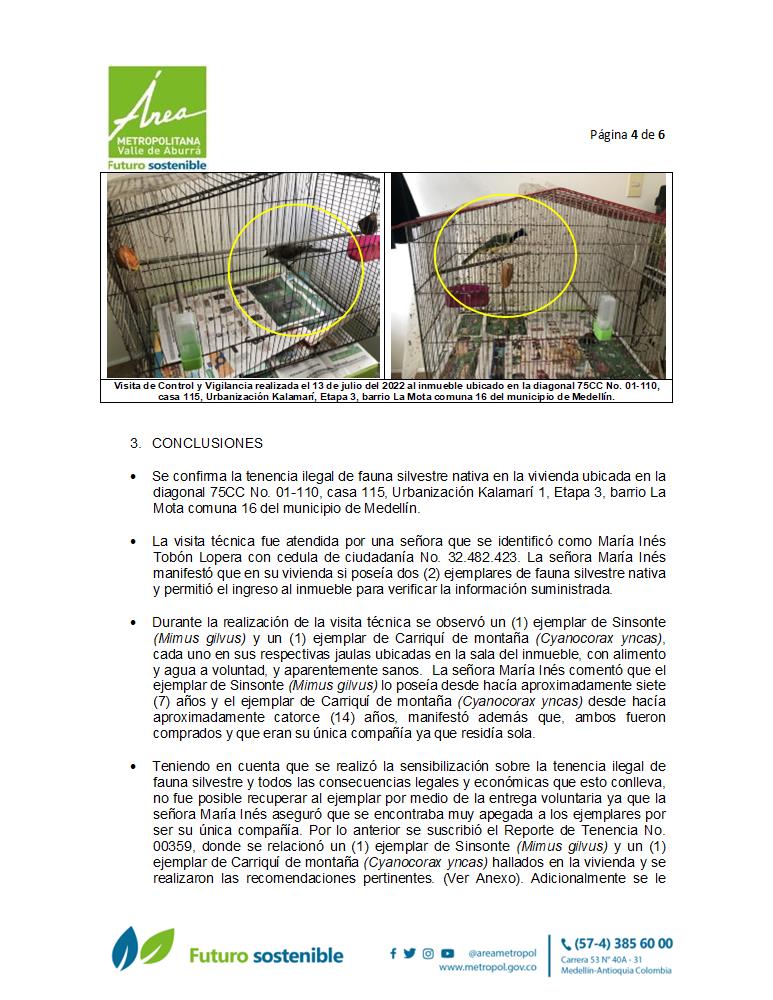 Área
METROPOLITANA
Valle de Aburrá
Futuro sostenible
Página 4 de 6
Visita de Control y Vigilancia realizada el 13 de julio del 2022 al inmueble ubicado en la diagonal 75CC No. 01-110,
casa 115, Urbanización Kalamarí, Etapa 3, barrio La Mota comuna 16 del municipio de Medellín.
3. CONCLUSIONES
• Se confirma la tenencia ilegal de fauna silvestre nativa en la vivienda ubicada en la
diagonal 75CC No. 01-110, casa 115, Urbanización Kalamarí 1, Etapa 3, barrio La
Mota comuna 16 del municipio de Medellín.
• La visita técnica fue atendida por una señora que se identificó como María Inés
Tobón Lopera con cedula de ciudadanía No. 32.482.423. La señora María Inés
manifestó que en su vivienda si poseía dos (2) ejemplares de fauna silvestre nativa
y permitió el ingreso al inmueble para verificar la información suministrada.
• Durante la realización de la visita técnica se observó un (1) ejemplar de Sinsonte
(Mimus gilvus) y un (1) ejemplar de Carriquí de montaña (Cyanocorax yncas),
cada uno en sus respectivas jaulas ubicadas en la sala del inmueble, con alimento
y agua a voluntad, y aparentemente sanos. La señora María Inés comentó que el
ejemplar de Sinsonte (Mimus gilvus) lo poseía desde hacía aproximadamente siete
(7) años y el ejemplar de Carriquí de montaña (Cyanocorax yncas) desde hacía
aproximadamente catorce (14) años, manifestó además que, ambos fueron
comprados y que eran su única compañía ya que residía sola.
• Teniendo en cuenta que se realizó la sensibilización sobre la tenencia ilegal de
fauna silvestre y todos las consecuencias legales y económicas que esto conlleva,
no fue posible recuperar al ejemplar por medio de la entrega voluntaria ya que la
señora María Inés aseguró que se encontraba muy apegada a los ejemplares por
ser su única compañía. Por lo anterior se suscribió el Reporte de Tenencia No.
00359, donde se relacionó un (1) ejemplar de Sinsonte (Mimus gilvus) y un (1)
ejemplar de Carriquí de montaña (Cyanocorax yncas) hallados en la vivienda y se
realizaron las recomendaciones pertinentes. (Ver Anexo). Adicionalmente se le
Futuro sostenible
@areametropol
www.metropol.gov.co
(57-4) 385 60 00
Carrera 53 N° 40A - 31
Medellín-Antioquia Colombia